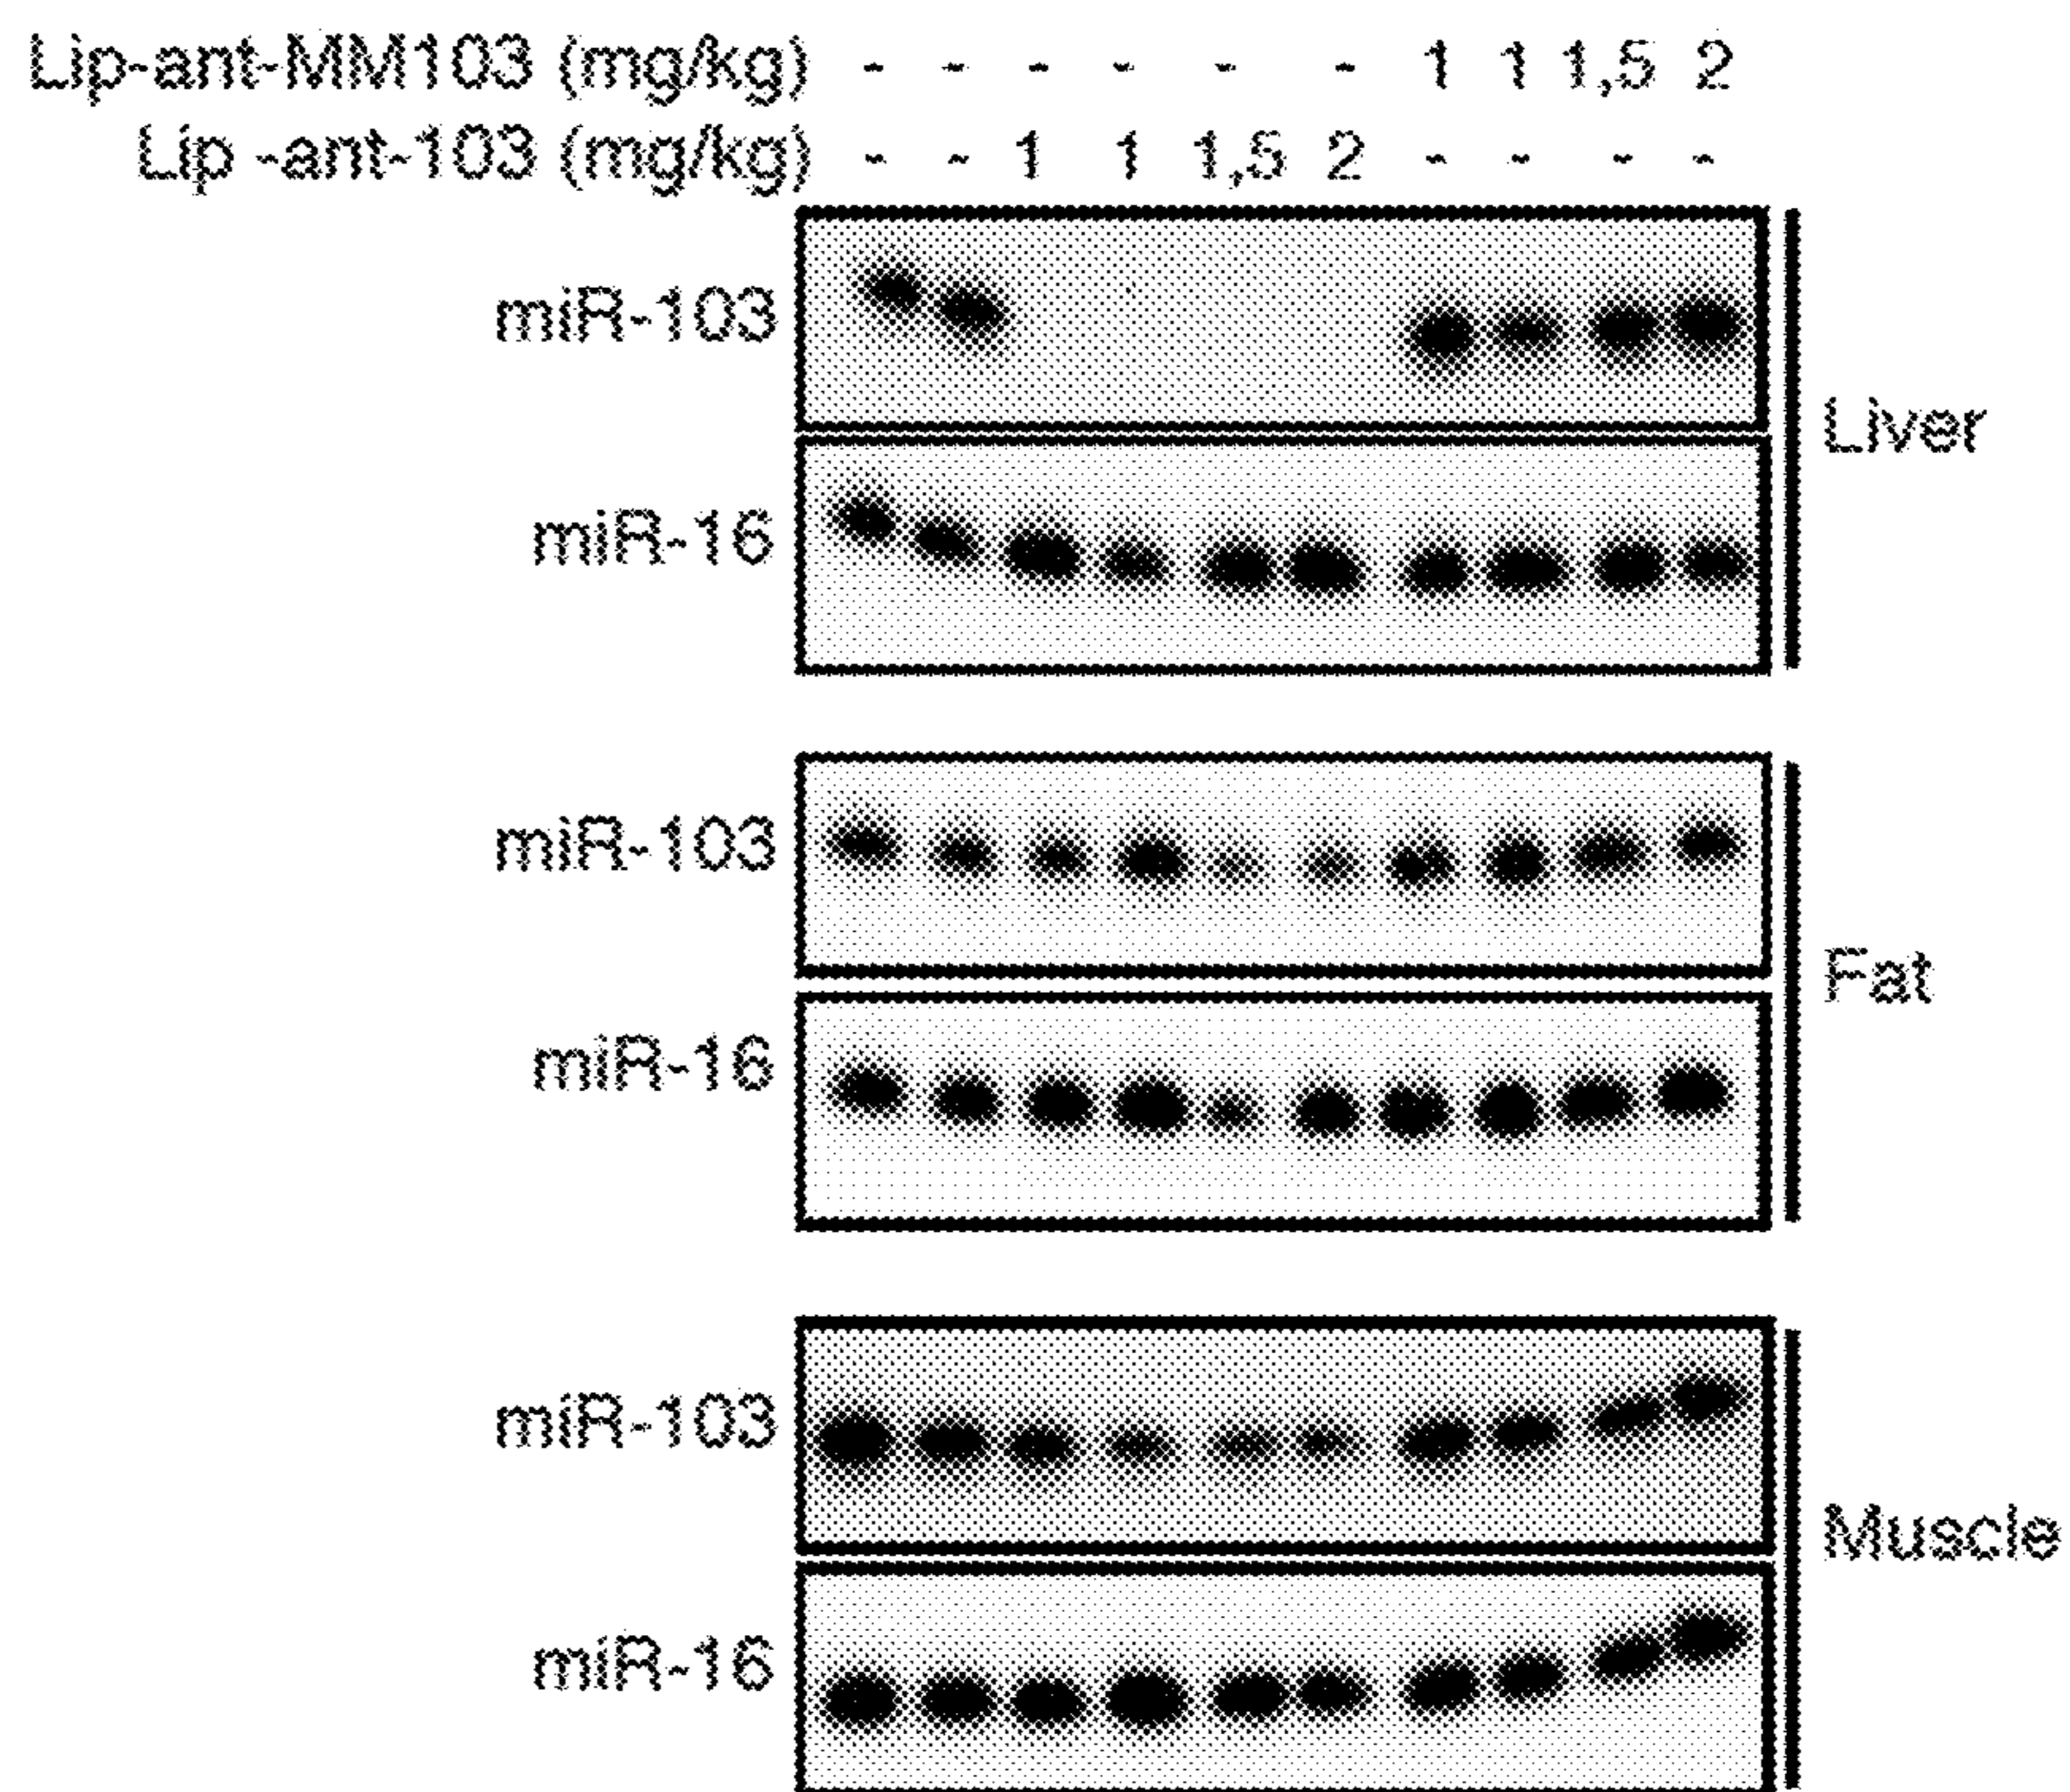 Lip-ant-MM103 (mg/kg) - - - - - - 1 1 1,5 2
Lip -ant-103 (mg/kg) - - 1 1 1,5 2 - - - -
miR-103
Liver
miR-16
miR-103
Fat
miR-16
miR-103
Muscle
miR-16